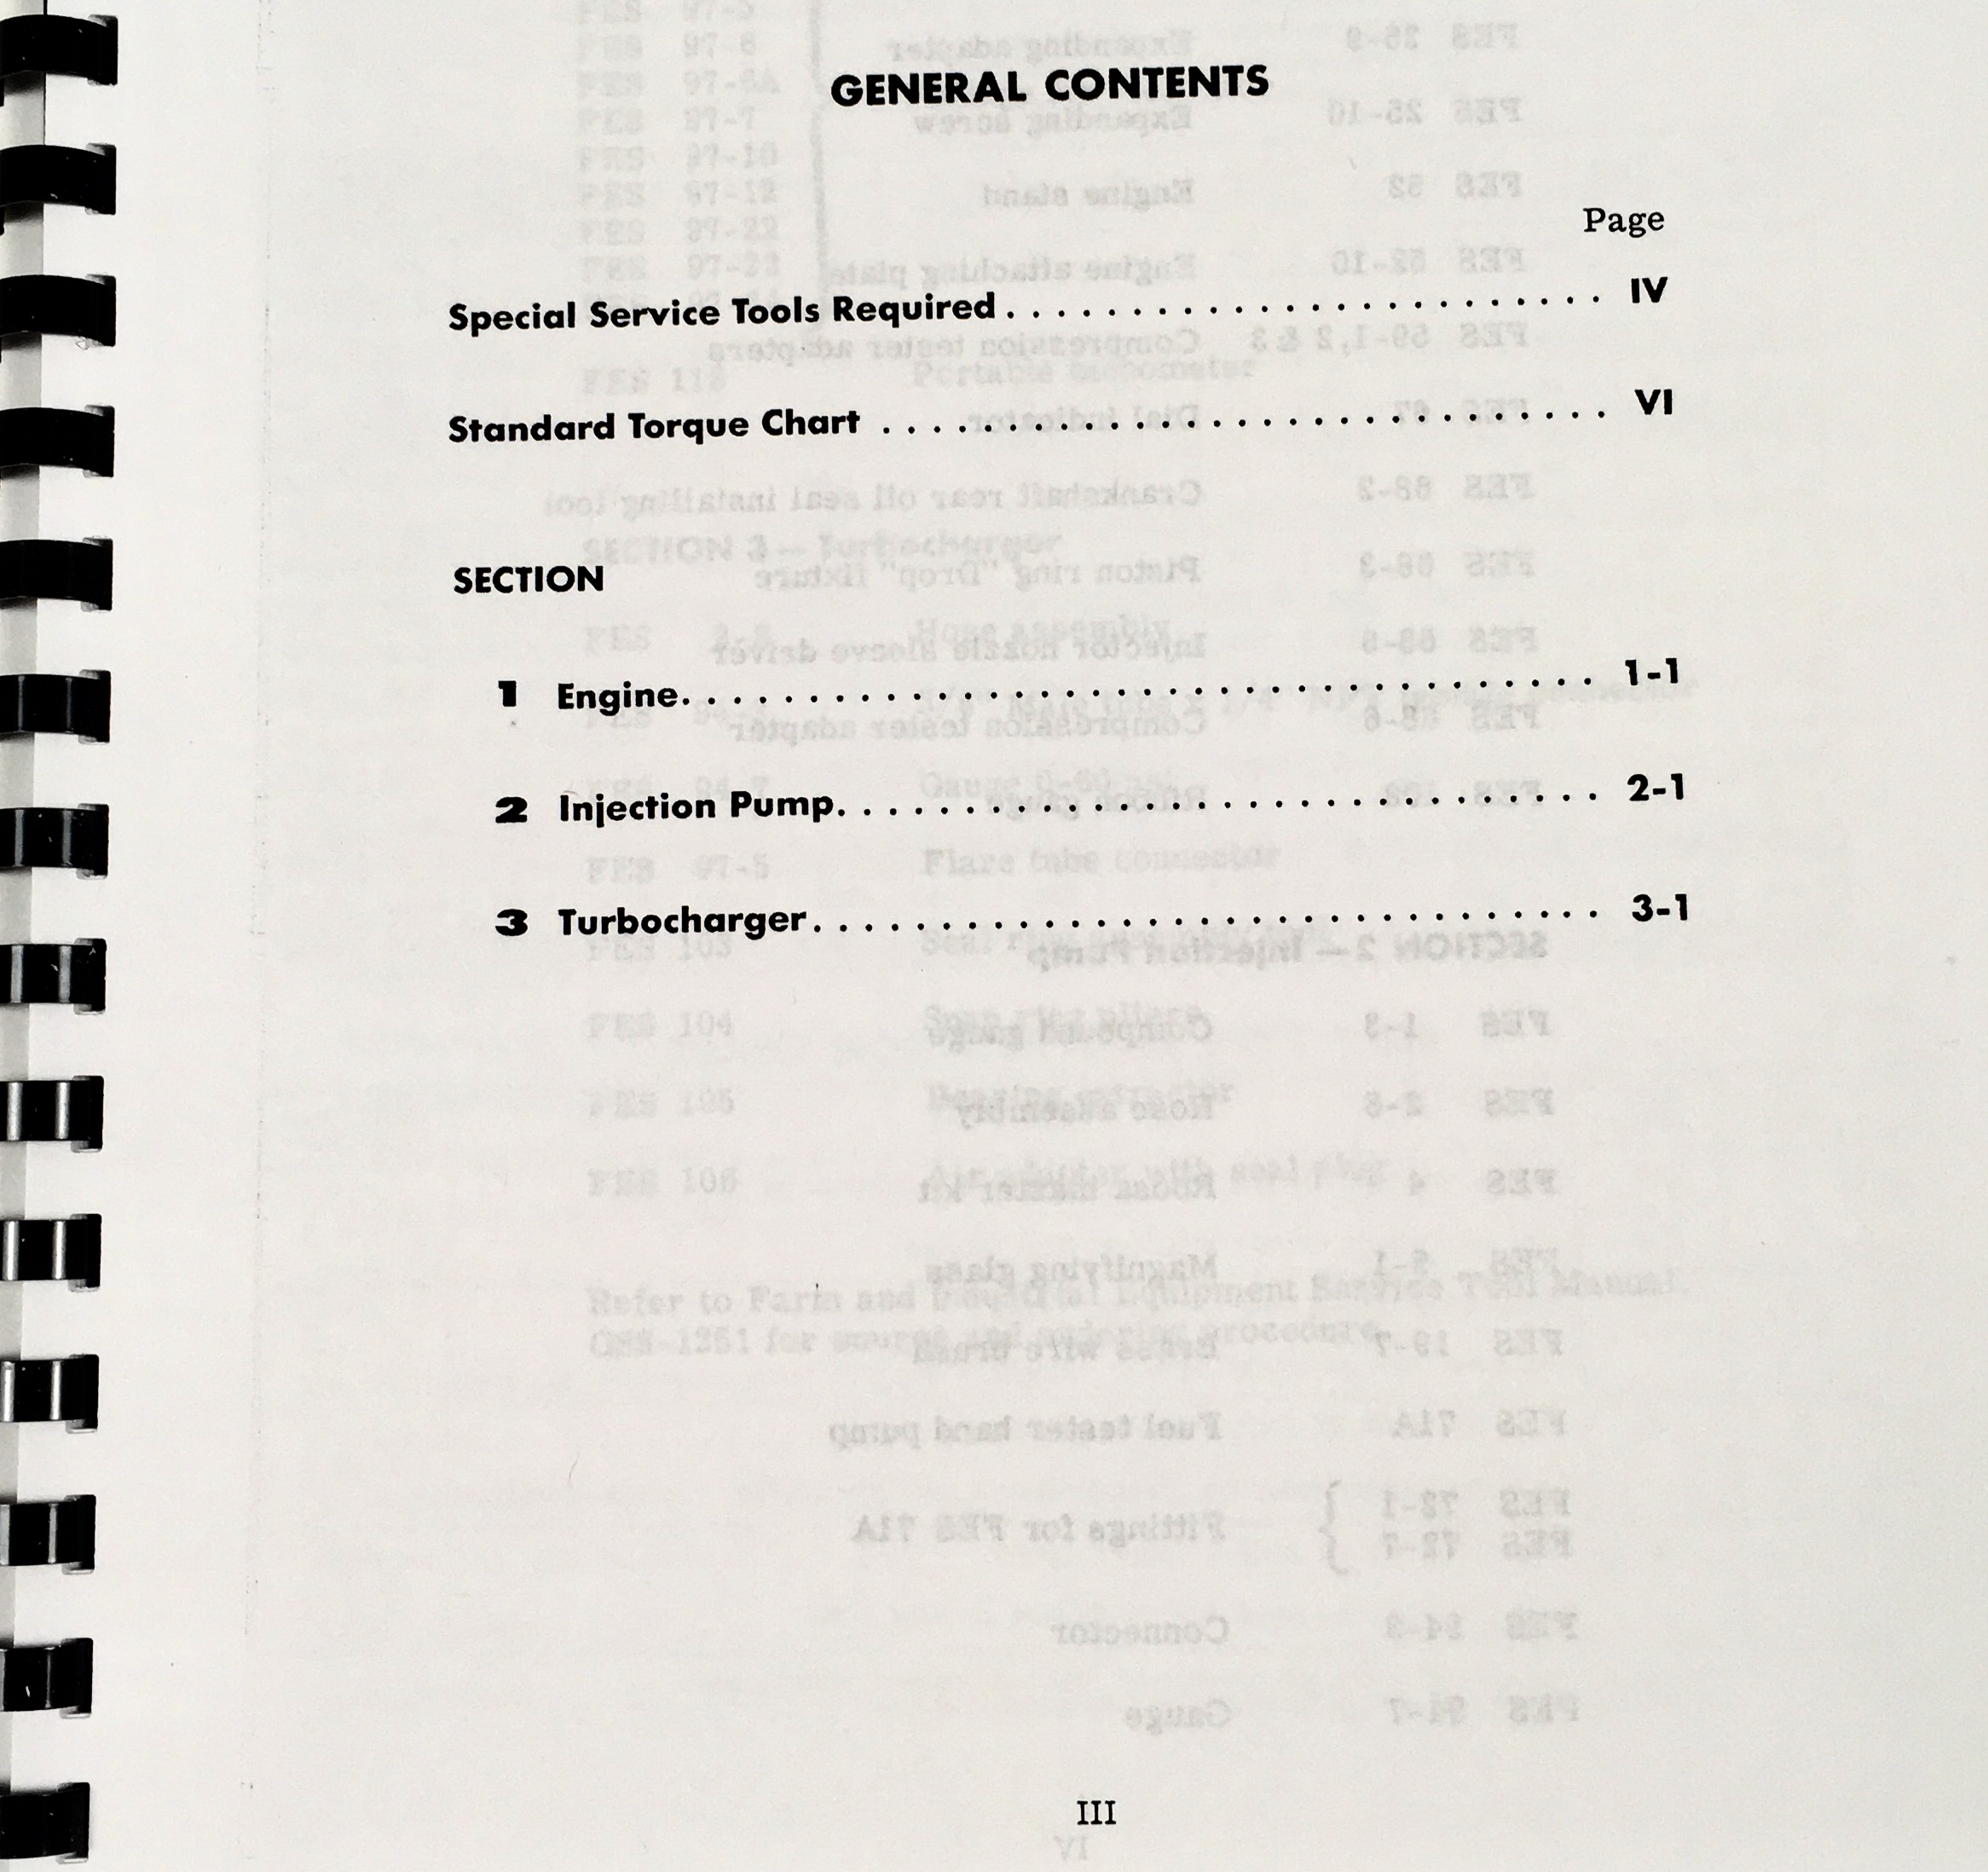 GENERAL CONTENTS
Page
Special Service Tools Required. . . . . . . . . . . . . . . . . . . . . . . . IV
Standard Torque Chart . . . . . . . . . . . . . . . . . . . . . . . . . . . . . VI
SECTION
1 Engine. . . . . . . . . . . . . . . . . . . . . . . . . . . . . . . . . . . . 1-1
2 Injection Pump. . . . . . . . . . . . . . . . . . . . . . . . . . . . . . 2-1
3 Turbocharger. . . . . . . . . . . . . . . . . . . . . . . . . . . . . . . 3-1
III